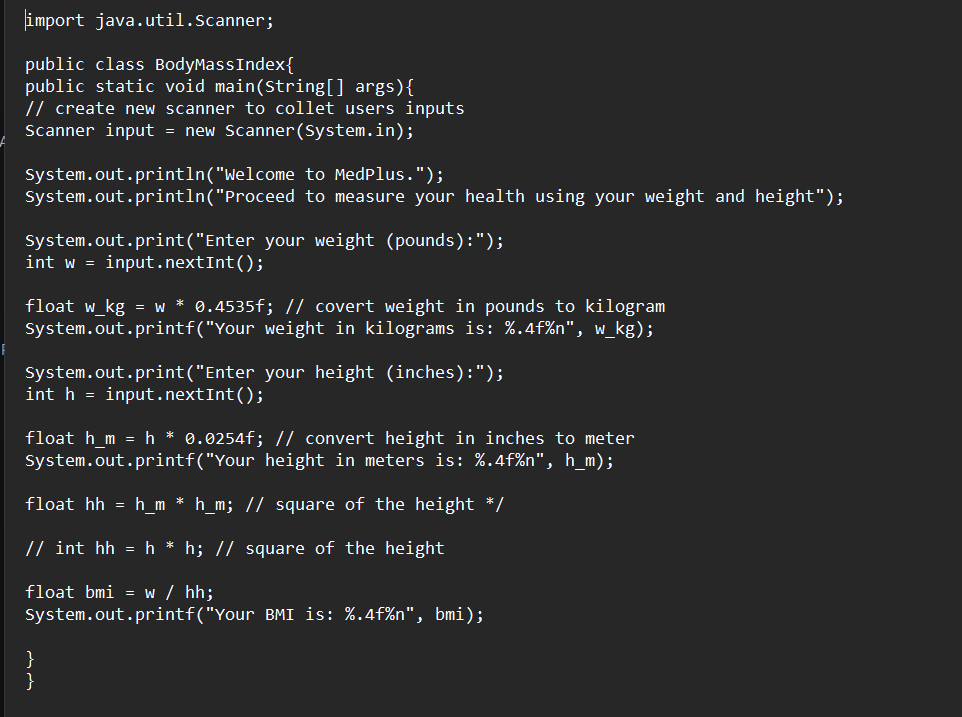 import java.util.Scanner;
public class BodyMassIndex{
public static void main(String[] args){
// create new scanner to collet users inputs
Scanner input = new Scanner(System.in);
System.out.println("Welcome to MedPlus.");
System.out.println("Proceed to measure your health using your weight and height");
System.out.print("Enter your weight (pounds):");
int w = input.nextInt();
float w_kg = w * 0.4535f; // covert weight in pounds to kilogram
System.out.printf("Your weight in kilograms is: %.4f%n", w_kg);
System.out.print("Enter your height (inches):");
int h = input.nextInt();
float h_m = h * 0.0254f; // convert height in inches to meter
System.out.printf("Your height in meters is: %.4f%n", h_m);
float hh = h_m * h_m; // square of the height */
// int hh = h * h; // square of the height
float bmi = w / hh;
System.out.printf("Your BMI is: %.4f%n", bmi);
}
}